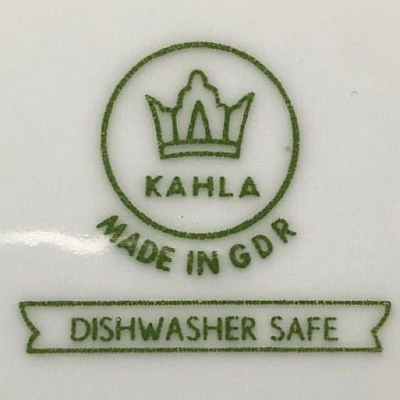 KAHLA
MADE IN GDR
DISHWASHER SAFE